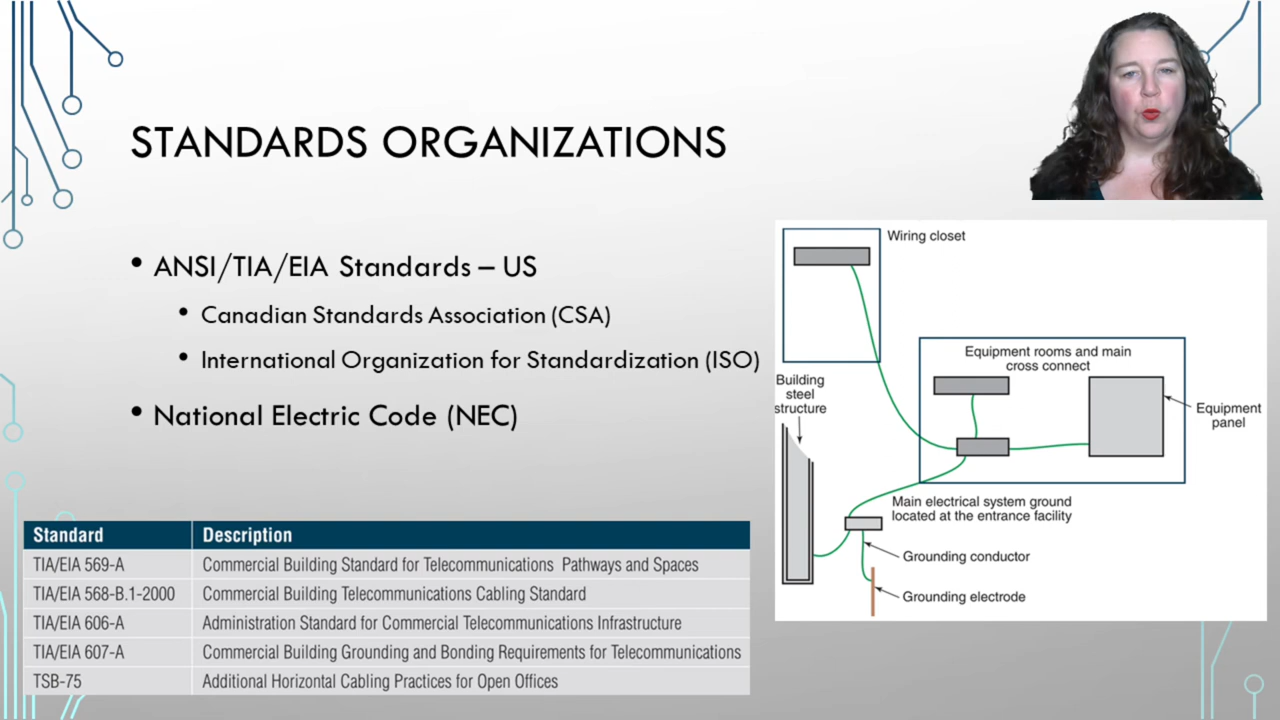 STANDARDS ORGANIZATIONS
• ANSI/TIA/EIA Standards – US
• Canadian Standards Association (CSA)
• International Organization for Standardization (ISO)
• National Electric Code (NEC)
Wiring closet
Equipment rooms and main
cross connect
Building
steel
structure
Equipment
panel
Main electrical system ground
located at the entrance facility
Grounding conductor
Grounding electrode
Standard Description
TIA/EIA 569-A Commercial Building Standard for Telecommunications Pathways and Spaces
TIA/EIA 568-B.1-2000 Commercial Building Telecommunications Cabling Standard
TIA/EIA 606-A Administration Standard for Commercial Telecommunications Infrastructure
TIA/EIA 607-A Commercial Building Grounding and Bonding Requirements for Telecommunications
TSB-75 Additional Horizontal Cabling Practices for Open Offices